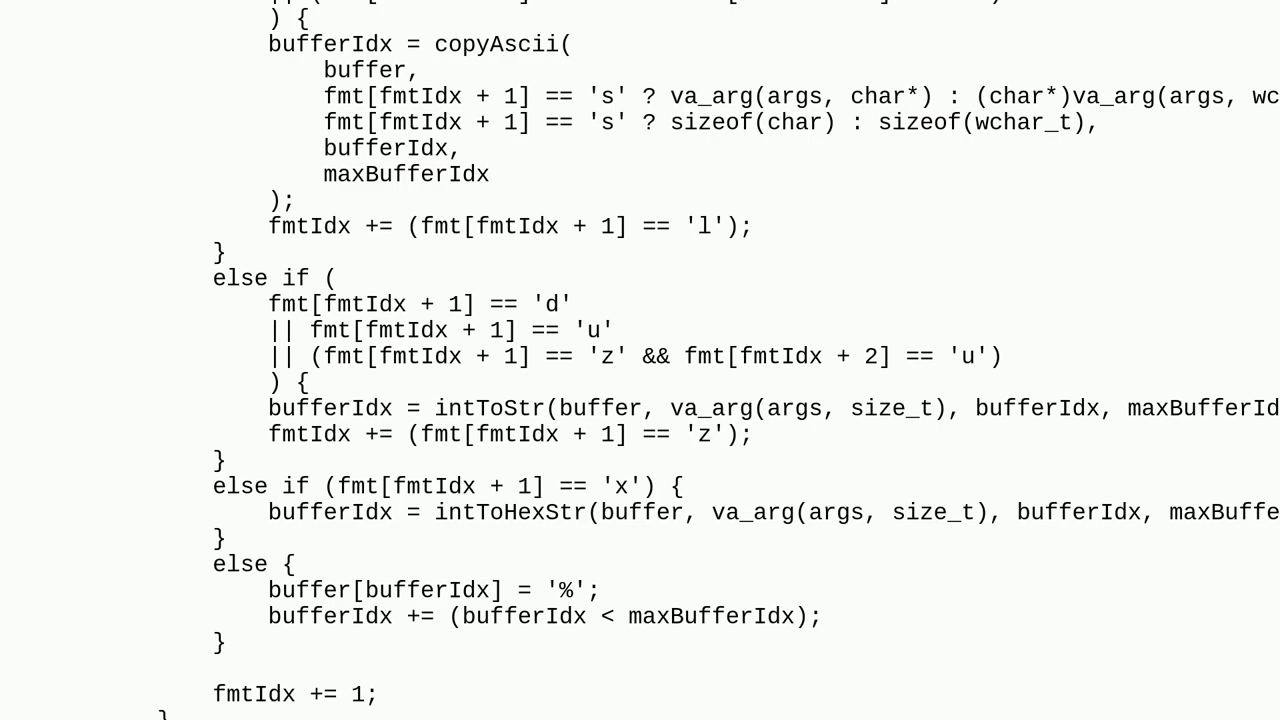 ) {
bufferIdx = copyAscii(
buffer,
fmt[fmtIdx + 1] == 's' ? va_arg(args, char*) : (char*)va_arg(args, wc
fmt[fmtIdx + 1] == 's' ? sizeof(char) : sizeof(wchar_t),
bufferIdx,
maxBufferIdx
);
fmtIdx += (fmt[fmtIdx + 1] == 'l');
}
else if (
fmt[fmtIdx + 1] == 'd'
|| fmt[fmtIdx + 1] == 'u'
|| (fmt[fmtIdx + 1] == 'z' && fmt[fmtIdx + 2] == 'u')
) {
bufferIdx = intToStr(buffer, va_arg(args, size_t), bufferIdx, maxBufferId
fmtIdx += (fmt[fmtIdx + 1] == 'z');
}
else if (fmt[fmtIdx + 1] == 'x') {
bufferIdx = intToHexStr(buffer, va_arg(args, size_t), bufferIdx, maxBuffe
}
else {
buffer[bufferIdx] = '%';
bufferIdx += (bufferIdx < maxBufferIdx);
}
fmtIdx += 1;
}